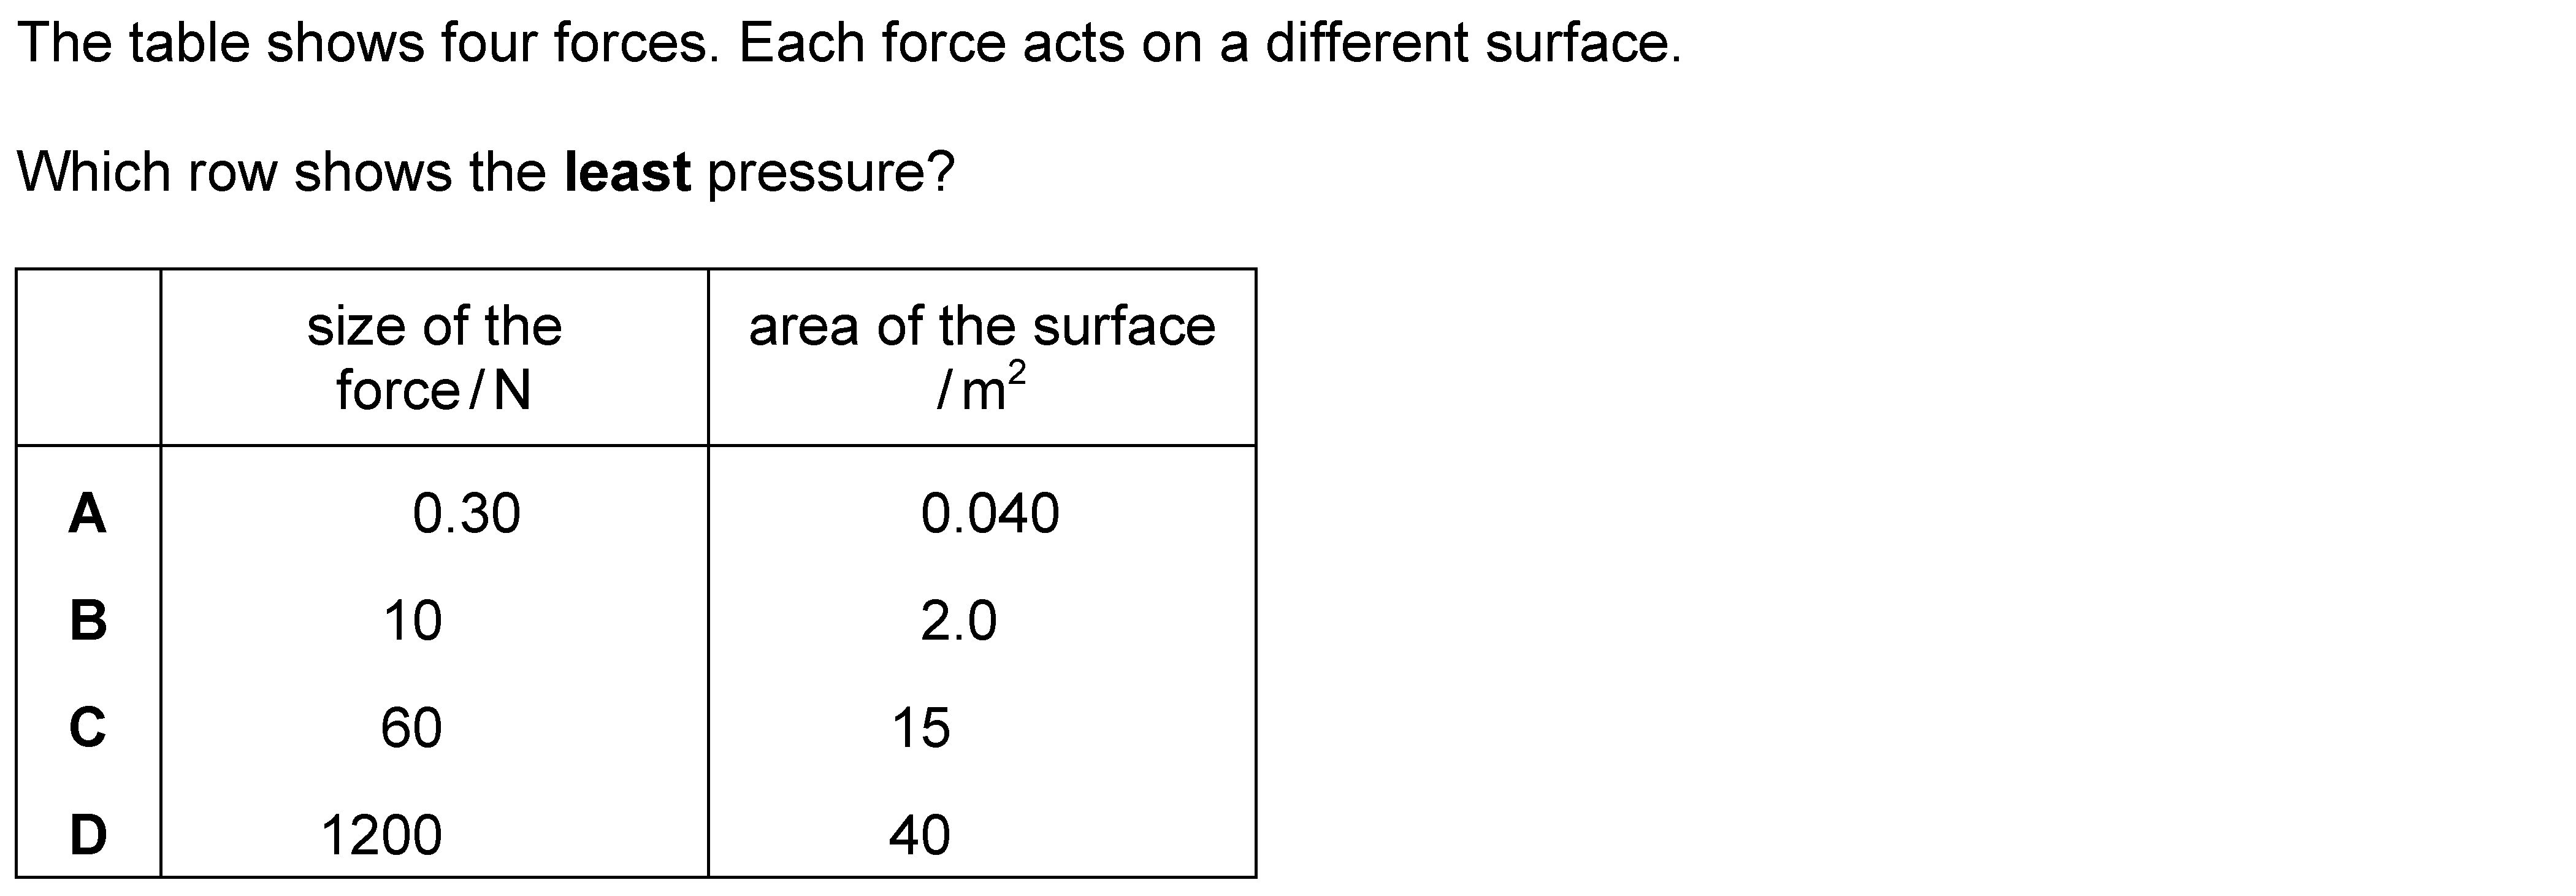 The table shows four forces. Each force acts on a different surface.
Which row shows the least pressure?
size of the force / N area of the surface / m²
A 0.30 0.040
B 10 2.0
C 60 15
D 1200 40